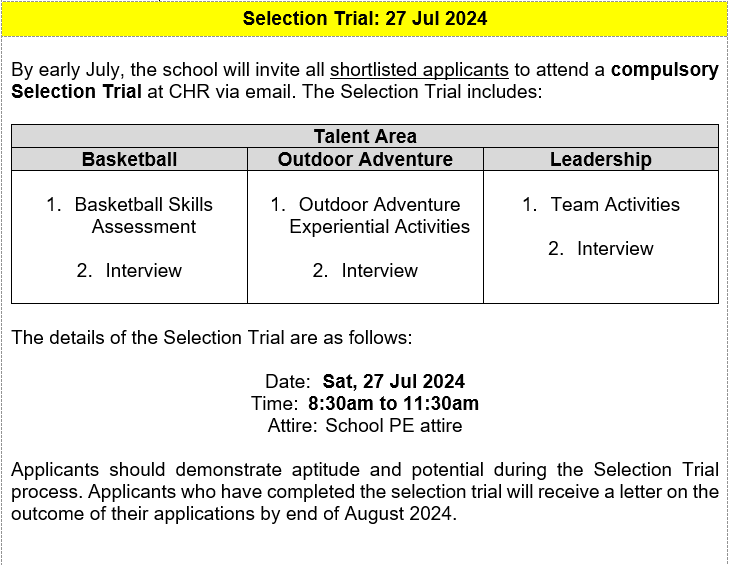 Selection Trial: 27 Jul 2024
By early July, the school will invite all shortlisted applicants to attend a compulsory
Selection Trial at CHR via email. The Selection Trial includes:
Talent Area
Basketball
Outdoor Adventure
Leadership
1. Basketball Skills
Assessment
2. Interview
1. Outdoor Adventure
Experiential Activities
2. Interview
1. Team Activities
2. Interview
The details of the Selection Trial are as follows:
Date: Sat, 27 Jul 2024
Time: 8:30am to 11:30am
Attire: School PE attire
Applicants should demonstrate aptitude and potential during the Selection Trial
process. Applicants who have completed the selection trial will receive a letter on the
outcome of their applications by end of August 2024.